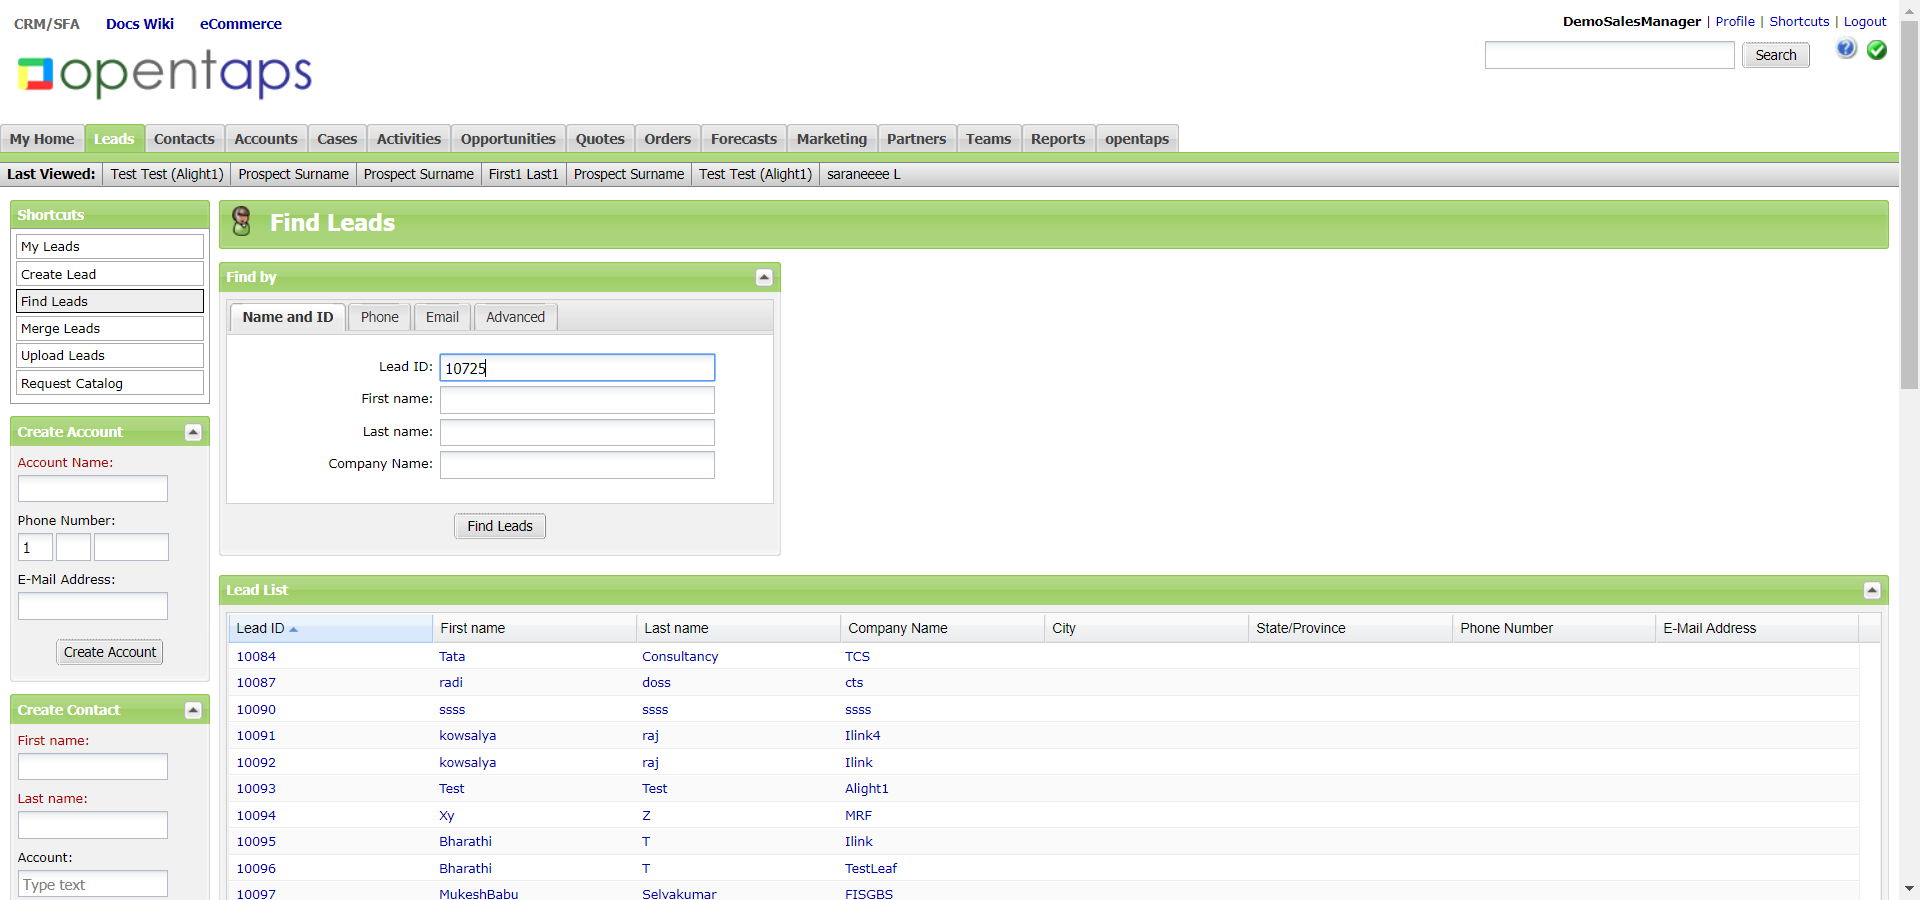 CRM/SFA Docs Wiki eCommerce
DemoSalesManager | Profile | Shortcuts | Logout
Search
opentaps
My Home Leads Contacts Accounts Cases Activities Opportunities Quotes Orders Forecasts Marketing Partners Teams Reports opentaps
Last Viewed: Test Test (Alight1) Prospect Surname Prospect Surname First1 Last1 Prospect Surname Test Test (Alight1) saraneeee L
Shortcuts
My Leads
Create Lead
Find Leads
Merge Leads
Upload Leads
Request Catalog
Create Account
Account Name:
Phone Number:
1
E-Mail Address:
Create Account
Create Contact
First name:
Last name:
Account:
Type text
Find Leads
Find by
Name and ID Phone Email Advanced
Lead ID: 10725
First name:
Last name:
Company Name:
Find Leads
Lead List
Lead ID First name Last name Company Name City State/Province Phone Number E-Mail Address
10084 Tata Consultancy TCS
10087 radi doss cts
10090 ssss ssss ssss
10091 kowsalya raj Ilink4
10092 kowsalya raj Ilink
10093 Test Test Alight1
10094 Xy Z MRF
10095 Bharathi T Ilink
10096 Bharathi T TestLeaf
10097 MukeshBabu Selvakumar FISGBS